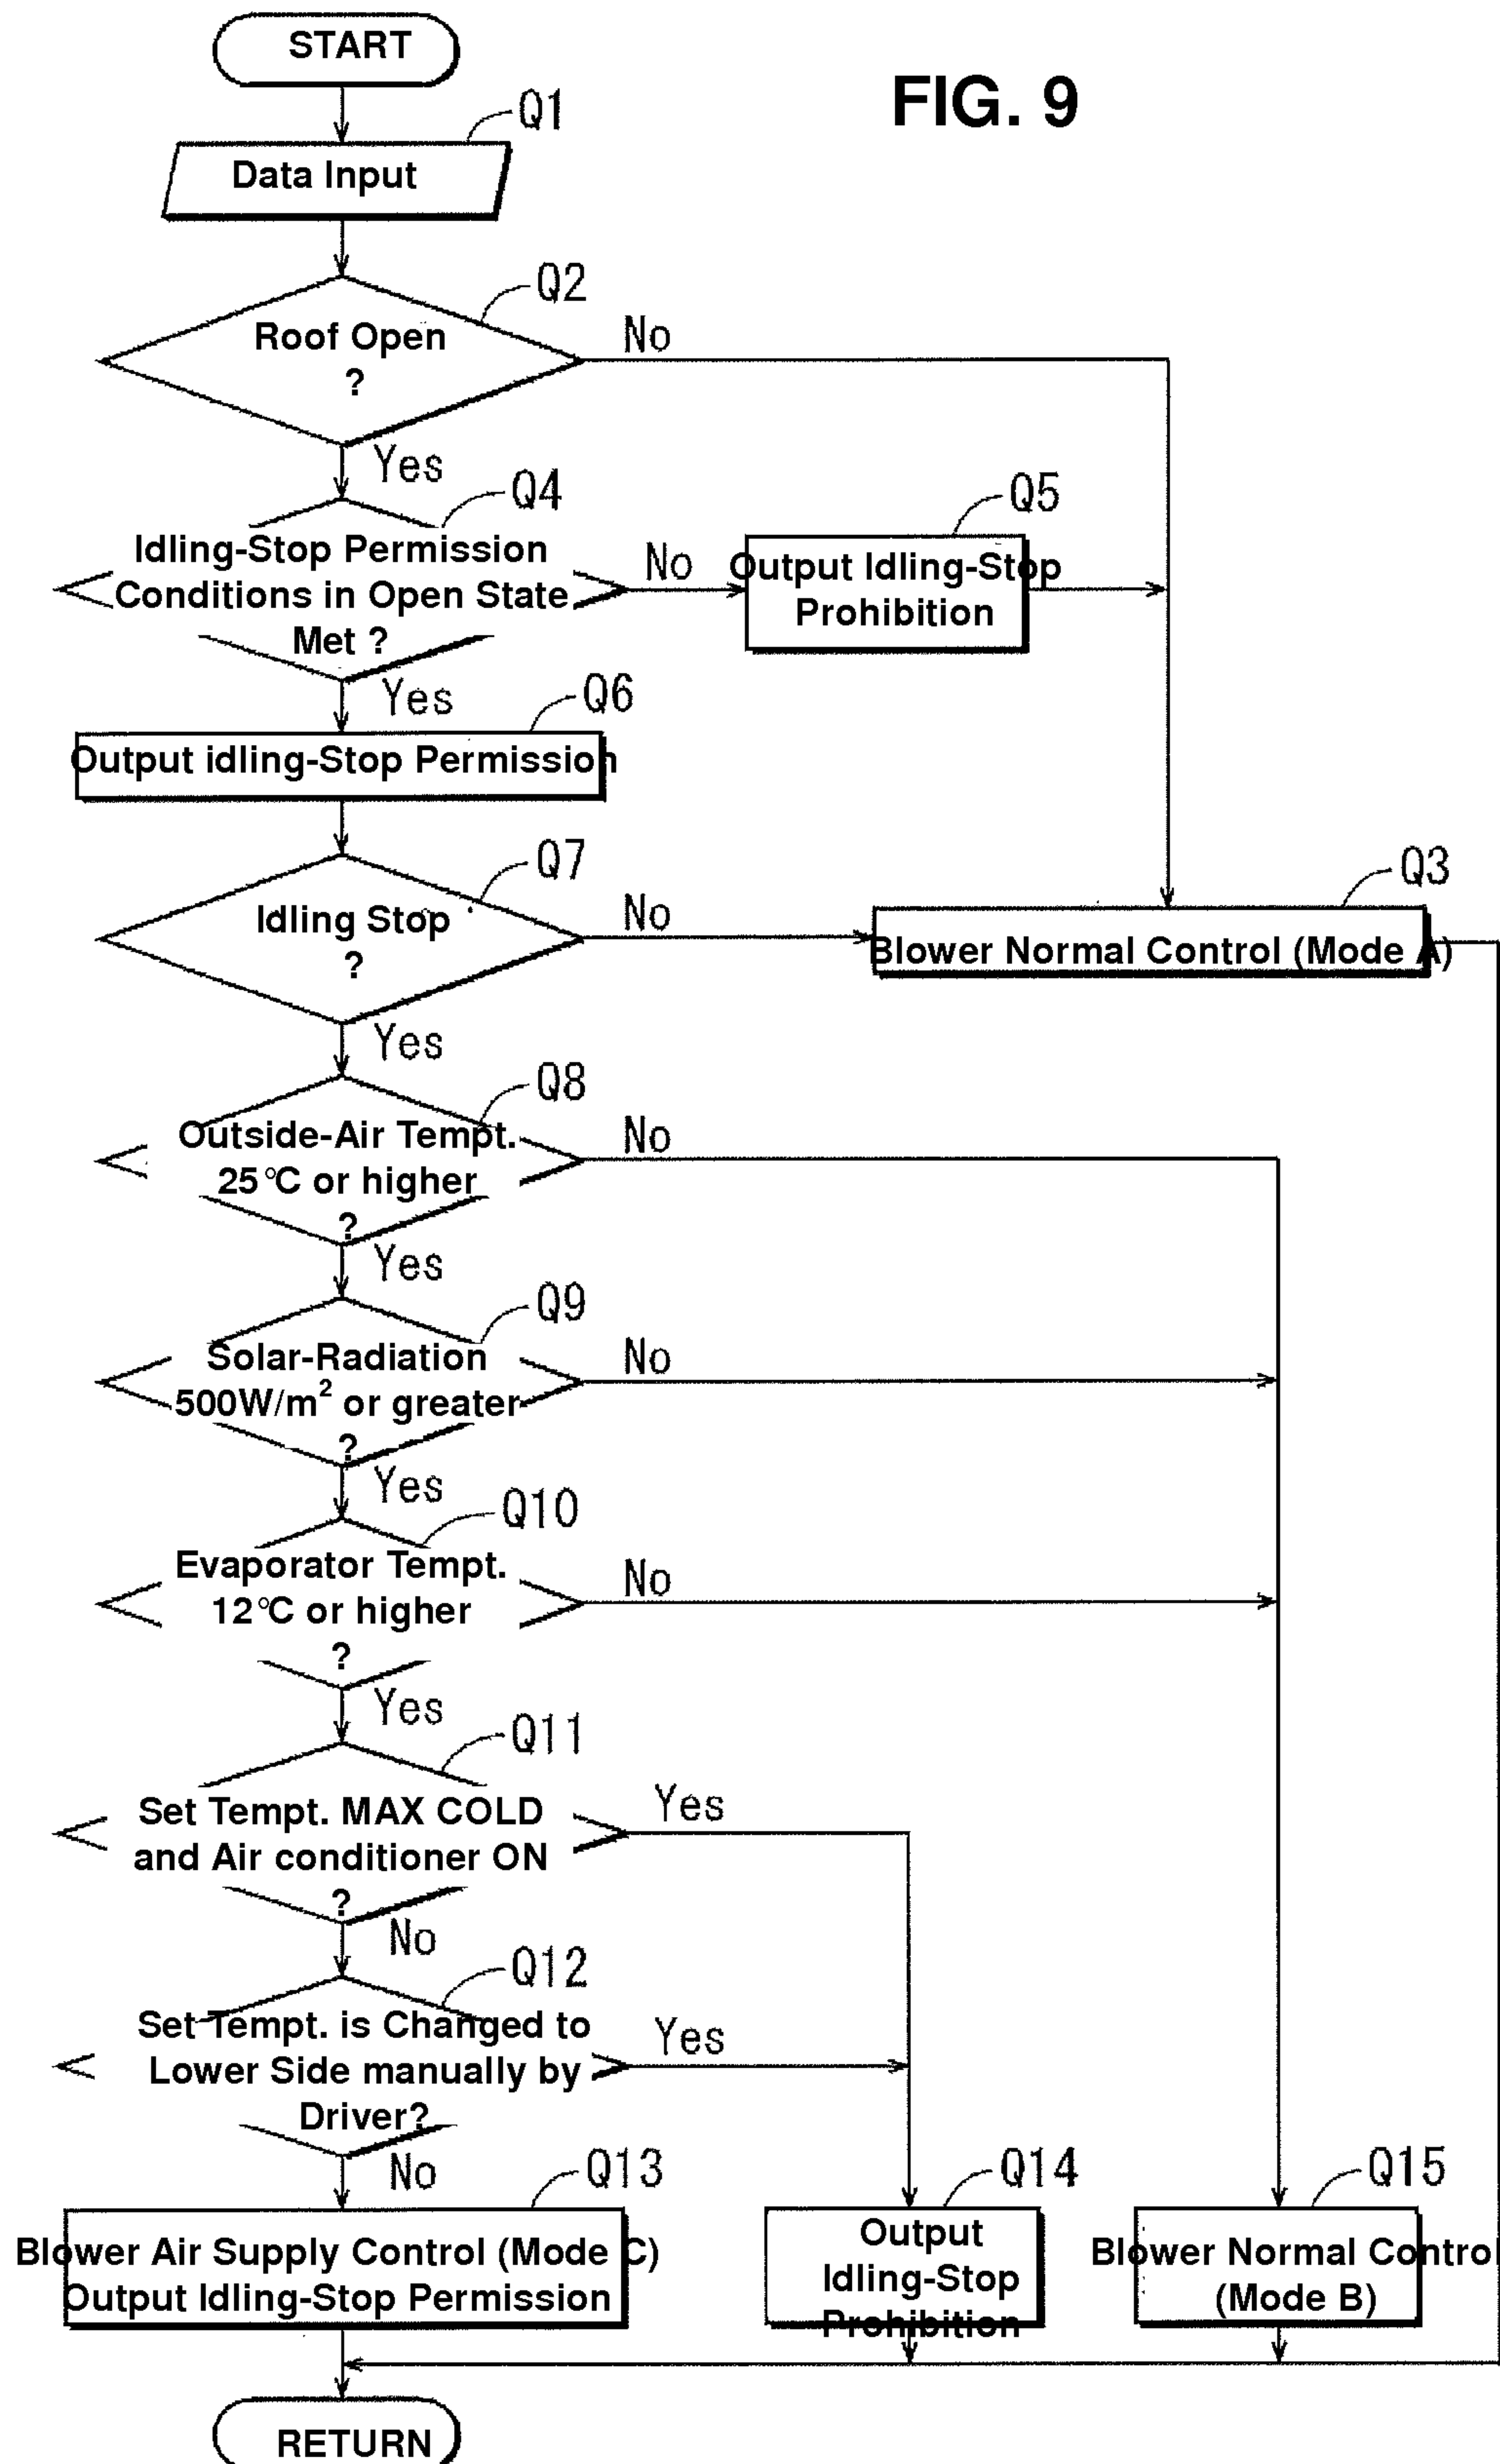 START
FIG. 9
Q1
Data Input
Q2
Roof Open
?
No
Yes
Q4
Idling-Stop Permission
Conditions in Open State
Met ?
No
Q5
Output Idling-Stop
Prohibition
Yes
Q6
Output idling-Stop Permission
Q7
Idling Stop
?
No
Q3
Blower Normal Control (Mode A)
Yes
Q8
Outside-Air Tempt.
25°C or higher
?
No
Yes
Q9
Solar-Radiation
500W/m² or greater
?
No
Yes
Q10
Evaporator Tempt.
12°C or higher
?
No
Yes
Q11
Set Tempt. MAX COLD
and Air conditioner ON
?
Yes
No
Q12
Set Tempt. is Changed to
Lower Side manually by
Driver?
Yes
No
Q13
Blower Air Supply Control (Mode C)
Output Idling-Stop Permission
Q14
Output
Idling-Stop
Prohibition
Q15
Blower Normal Control
(Mode B)
RETURN